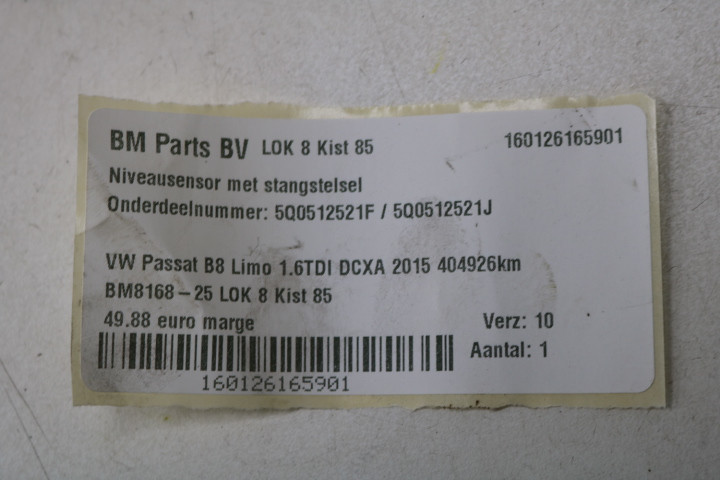 BM Parts BV LOK 8 Kist 85 160126165901
Niveausensor met stangstelsel
Onderdeelnummer: 5Q0512521F / 5Q0512521J
VW Passat B8 Limo 1.6TDI DCXA 2015 404926km
BM8168-25 LOK 8 Kist 85
49.88 euro marge Verz: 10
Aantal: 1
160126165901